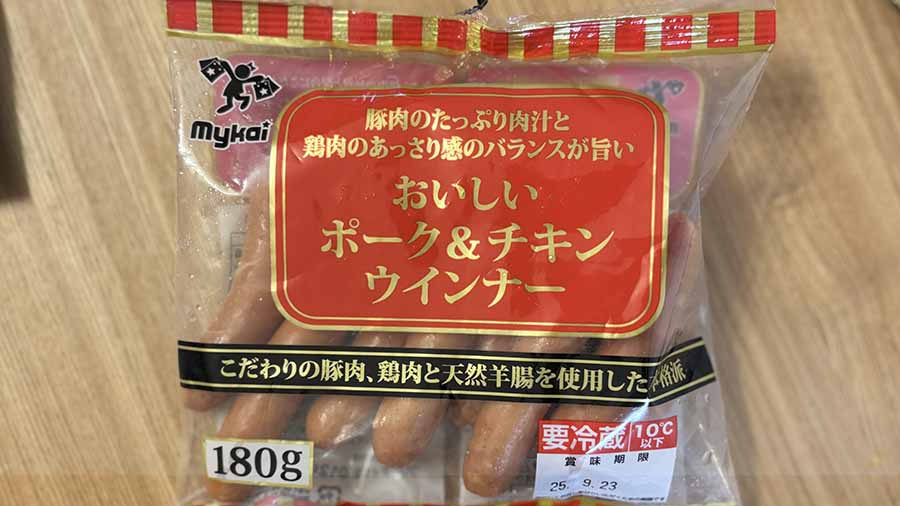 mykai
豚肉のたっぷり肉汁と
鶏肉のあっさり感のバランスが旨い
おいしい
ポーク&チキン
ウインナー
こだわりの豚肉、鶏肉と天然羊腸を使用した本格派
180g
要冷蔵 10℃以下
賞味期限
25. 9.23